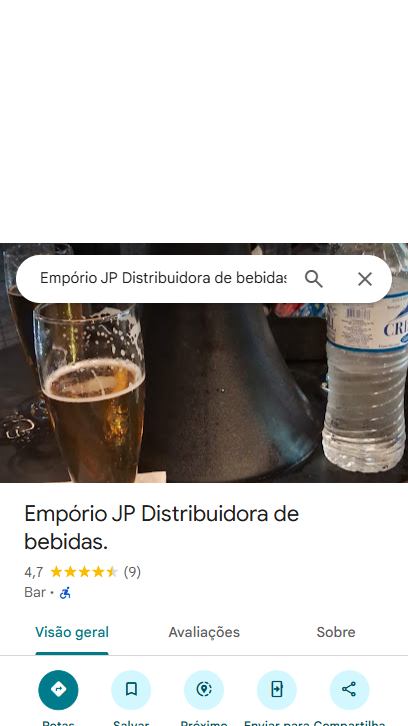 Empório JP Distribuidora de bebidas
CRI
Empório JP Distribuidora de
bebidas.
4,7 (9)
Bar ·
Visão geral Avaliações Sobre
Rotas Salvar Próximo Enviar para Compartilha